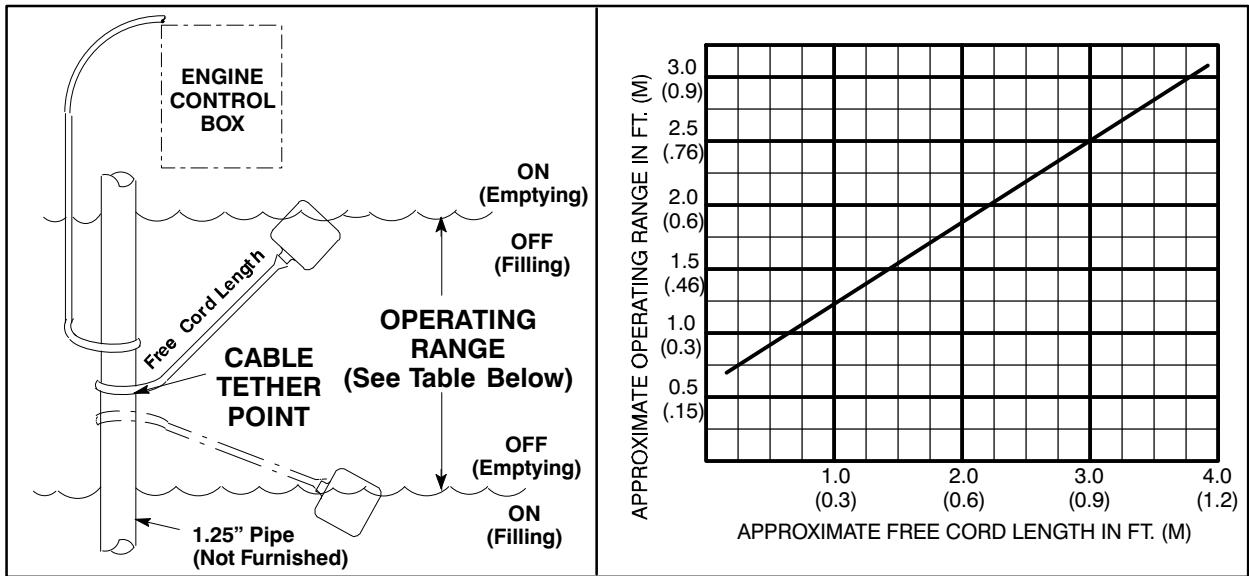 ENGINE
CONTROL
BOX
ON
(Emptying)
OFF
(Filling)
Free Cord Length
OPERATING
RANGE
(See Table Below)
CABLE
TETHER
POINT
OFF
(Emptying)
ON
(Filling)
1.25” Pipe
(Not Furnished)
APPROXIMATE OPERATING RANGE IN FT. (M)
3.0
(0.9)
2.5
(.76)
2.0
(0.6)
1.5
(.46)
1.0
(0.3)
0.5
(.15)
1.0 2.0 3.0 4.0
(0.3) (0.6) (0.9) (1.2)
APPROXIMATE FREE CORD LENGTH IN FT. (M)